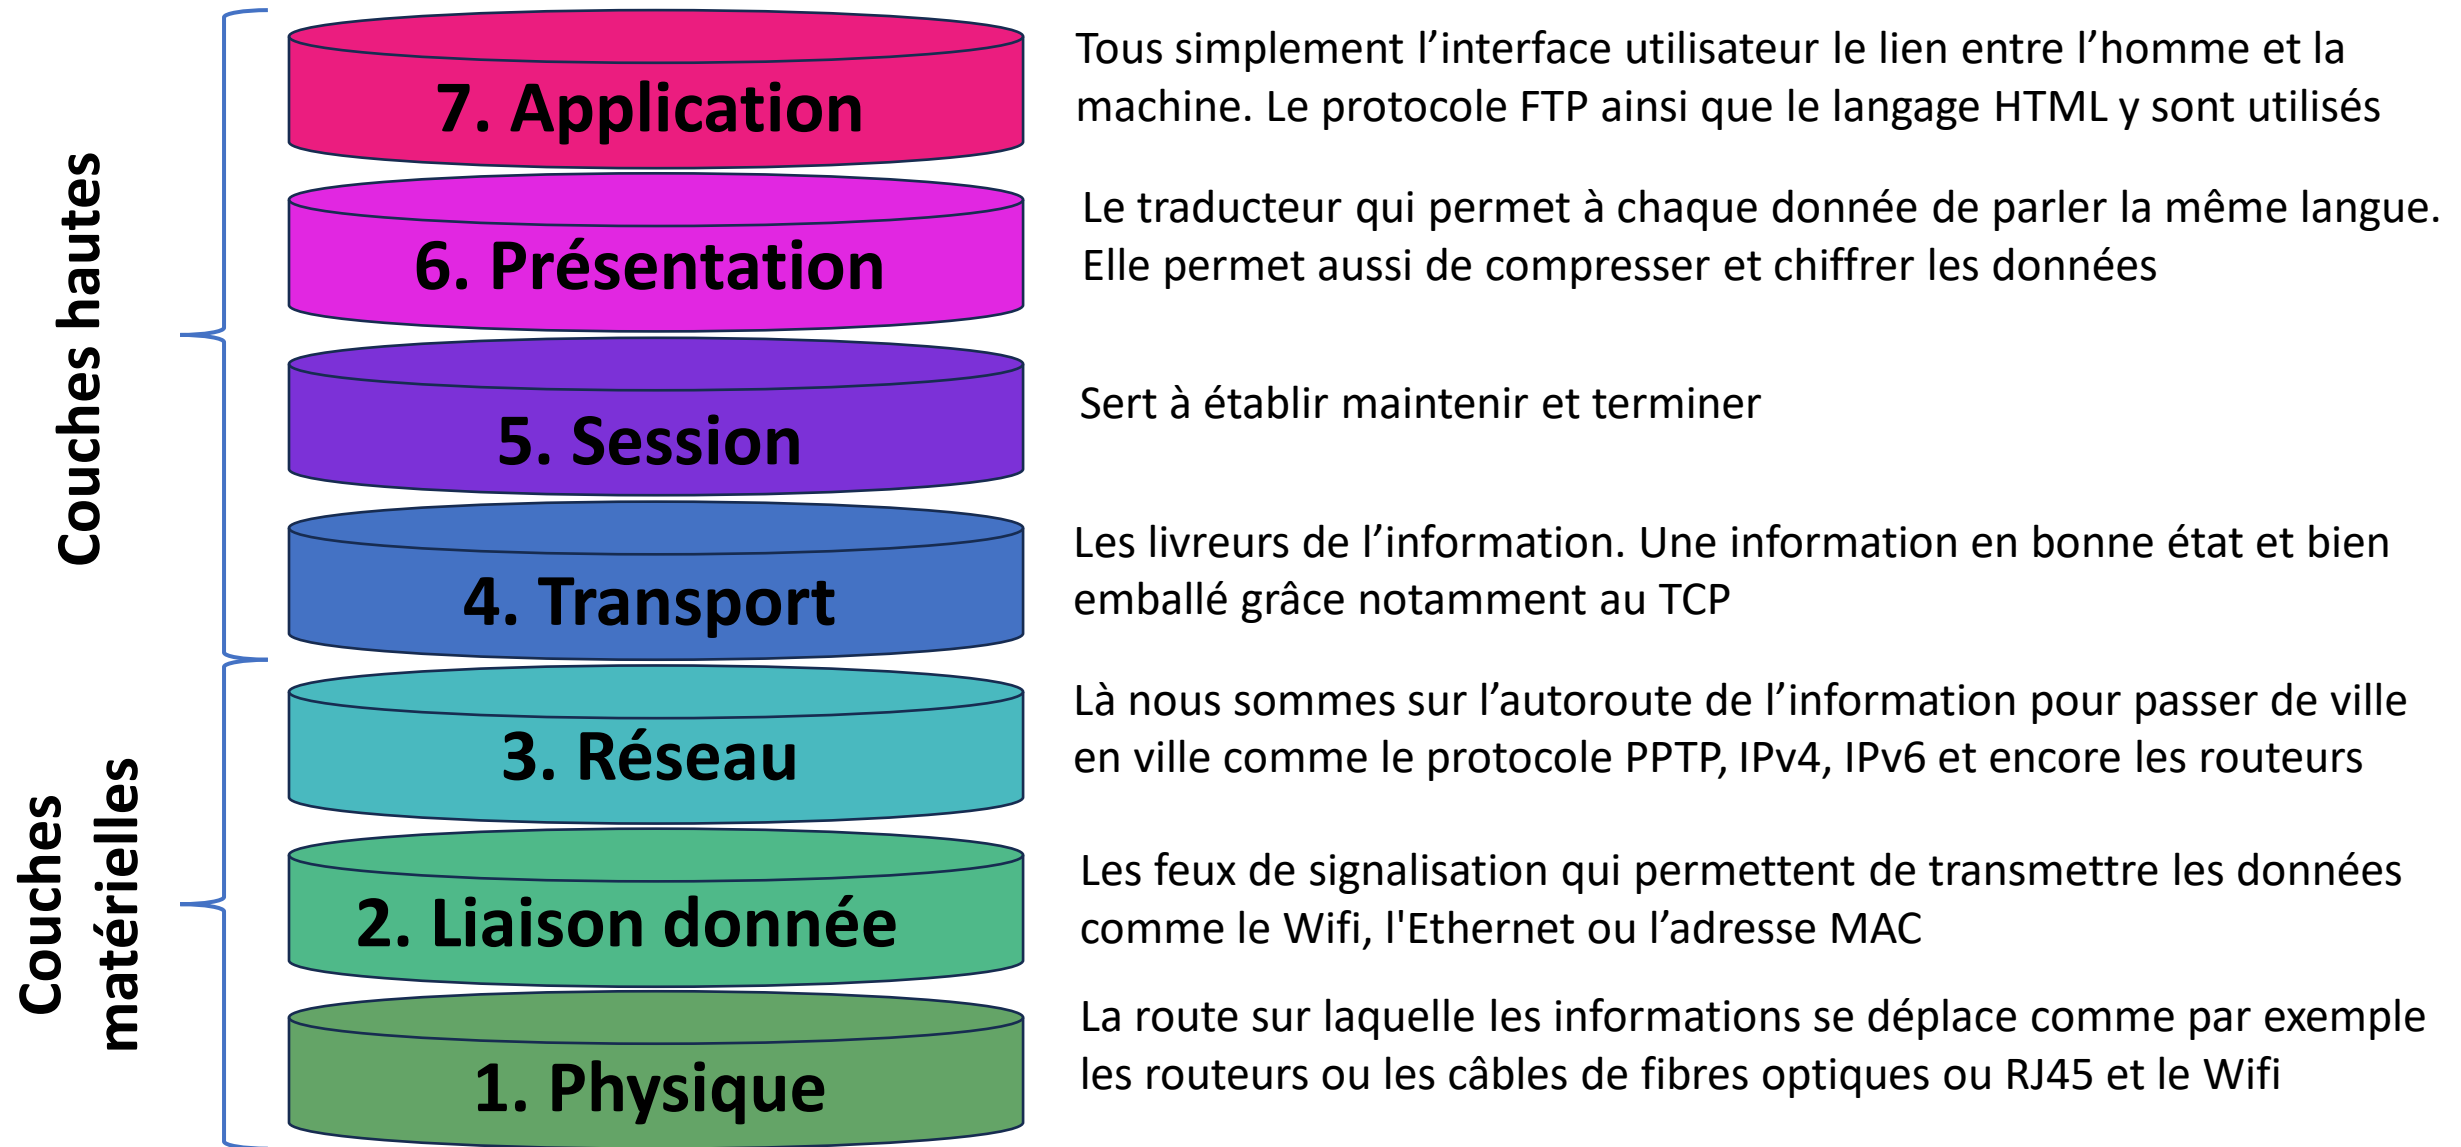 Couches hautes
7. Application
Tous simplement l’interface utilisateur le lien entre l’homme et la
machine. Le protocole FTP ainsi que le langage HTML y sont utilisés
6. Présentation
Le traducteur qui permet à chaque donnée de parler la même langue.
Elle permet aussi de compresser et chiffrer les données
5. Session
Sert à établir maintenir et terminer
4. Transport
Les livreurs de l’information. Une information en bonne état et bien
emballé grâce notamment au TCP
Couches
matérielles
3. Réseau
Là nous sommes sur l’autoroute de l’information pour passer de ville
en ville comme le protocole PPTP, IPv4, IPv6 et encore les routeurs
2. Liaison donnée
Les feux de signalisation qui permettent de transmettre les données
comme le Wifi, l'Ethernet ou l’adresse MAC
1. Physique
La route sur laquelle les informations se déplace comme par exemple
les routeurs ou les câbles de fibres optiques ou RJ45 et le Wifi